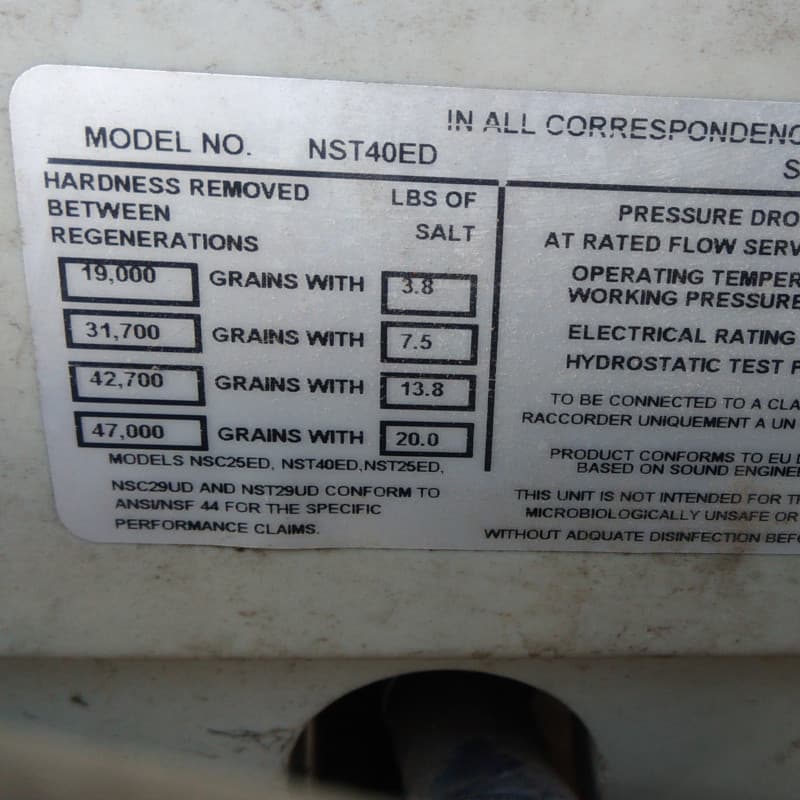 IN ALL CORRESPONDENC
MODEL NO. NST40ED
HARDNESS REMOVED
BETWEEN
REGENERATIONS
LBS OF
SALT
19,000 GRAINS WITH 3.8
31,700 GRAINS WITH 7.5
42,700 GRAINS WITH 13.8
47,000 GRAINS WITH 20.0
MODELS NSC25ED, NST40ED,NST25ED,
NSC29UD AND NST29UD CONFORM TO
ANSI/NSF 44 FOR THE SPECIFIC
PERFORMANCE CLAIMS.
S
PRESSURE DRO
AT RATED FLOW SERV
OPERATING TEMPER
WORKING PRESSURE
ELECTRICAL RATING
HYDROSTATIC TEST P
TO BE CONNECTED TO A CLA
RACCORDER UNIQUEMENT A UN
PRODUCT CONFORMS TO EU D
BASED ON SOUND ENGINE
THIS UNIT IS NOT INTENDED FOR TR
MICROBIOLOGICALLY UNSAFE OR
WITHOUT ADQUATE DISINFECTION BEFO